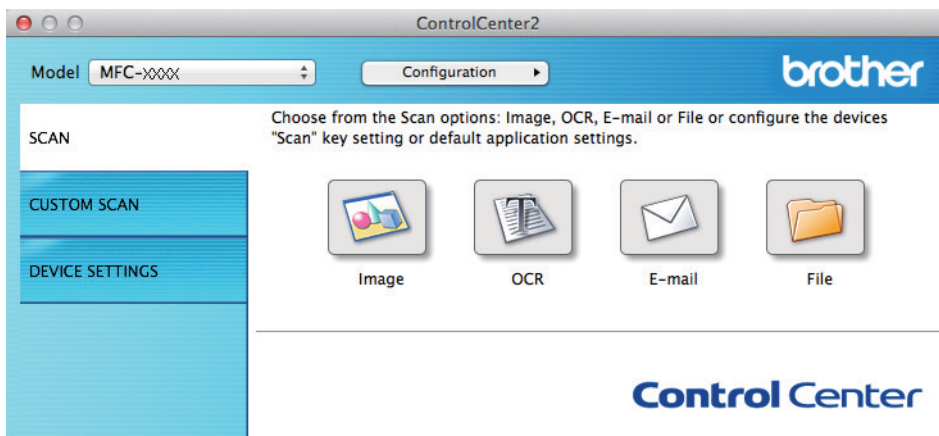 ControlCenter2
Model MFC-XXXX Configuration
brother
SCAN
CUSTOM SCAN
DEVICE SETTINGS
Choose from the Scan options: Image, OCR, E-mail or File or configure the devices
"Scan" key setting or default application settings.
T
Image OCR E-mail File
Control Center